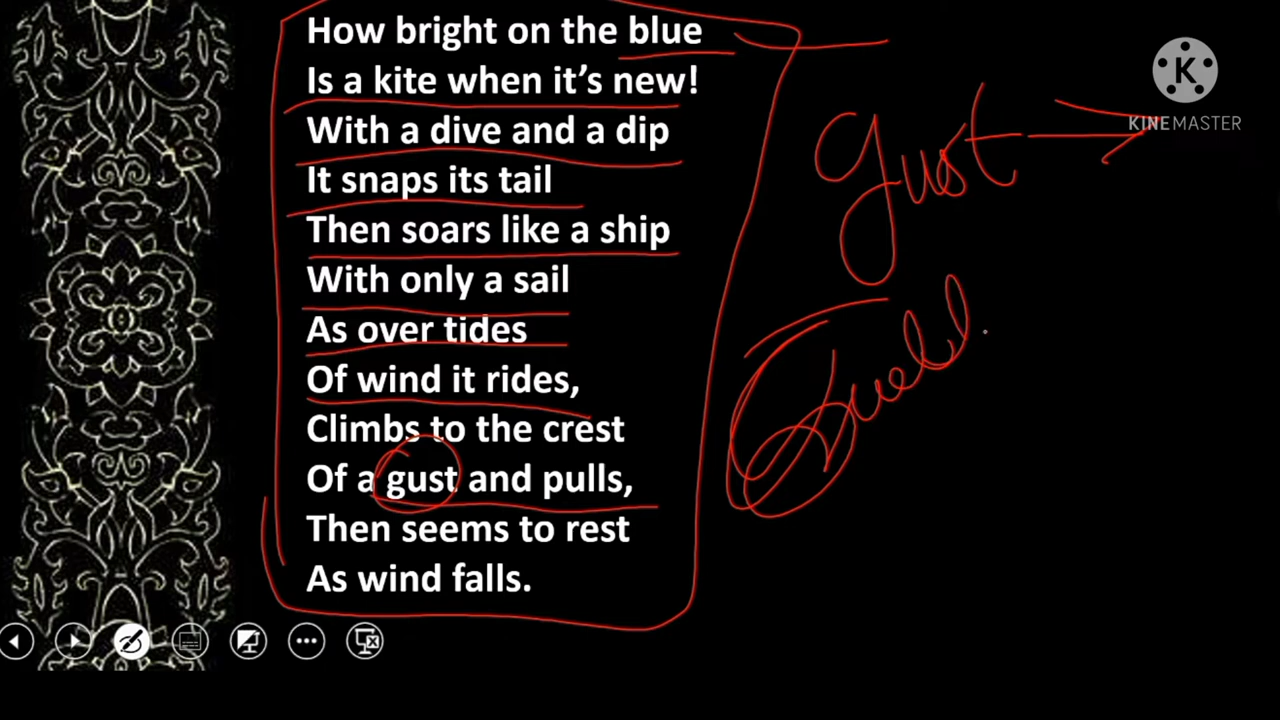 How bright on the blue
Is a kite when it's new!
With a dive and a dip
It snaps its tail
Then soars like a ship
With only a sail
As over tides
Of wind it rides,
Climbs to the crest
Of a gust and pulls,
Then seems to rest
As wind falls.
gust
K
KINEMASTER